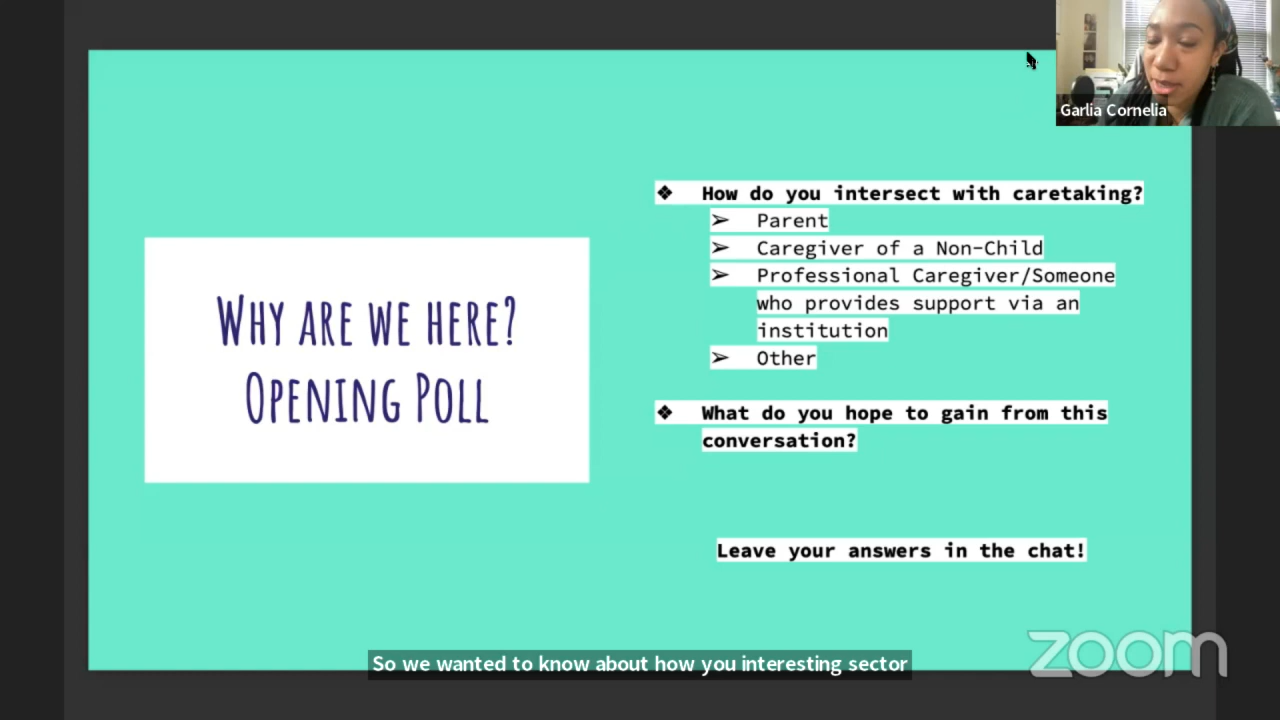 Garlia Cornelia
WHY ARE WE HERE?
OPENING POLL
❖ How do you intersect with caretaking?
➢ Parent
➢ Caregiver of a Non-Child
➢ Professional Caregiver/Someone
who provides support via an
institution
➢ Other
❖ What do you hope to gain from this
conversation?
Leave your answers in the chat!
zoom
So we wanted to know about how you interesting sector